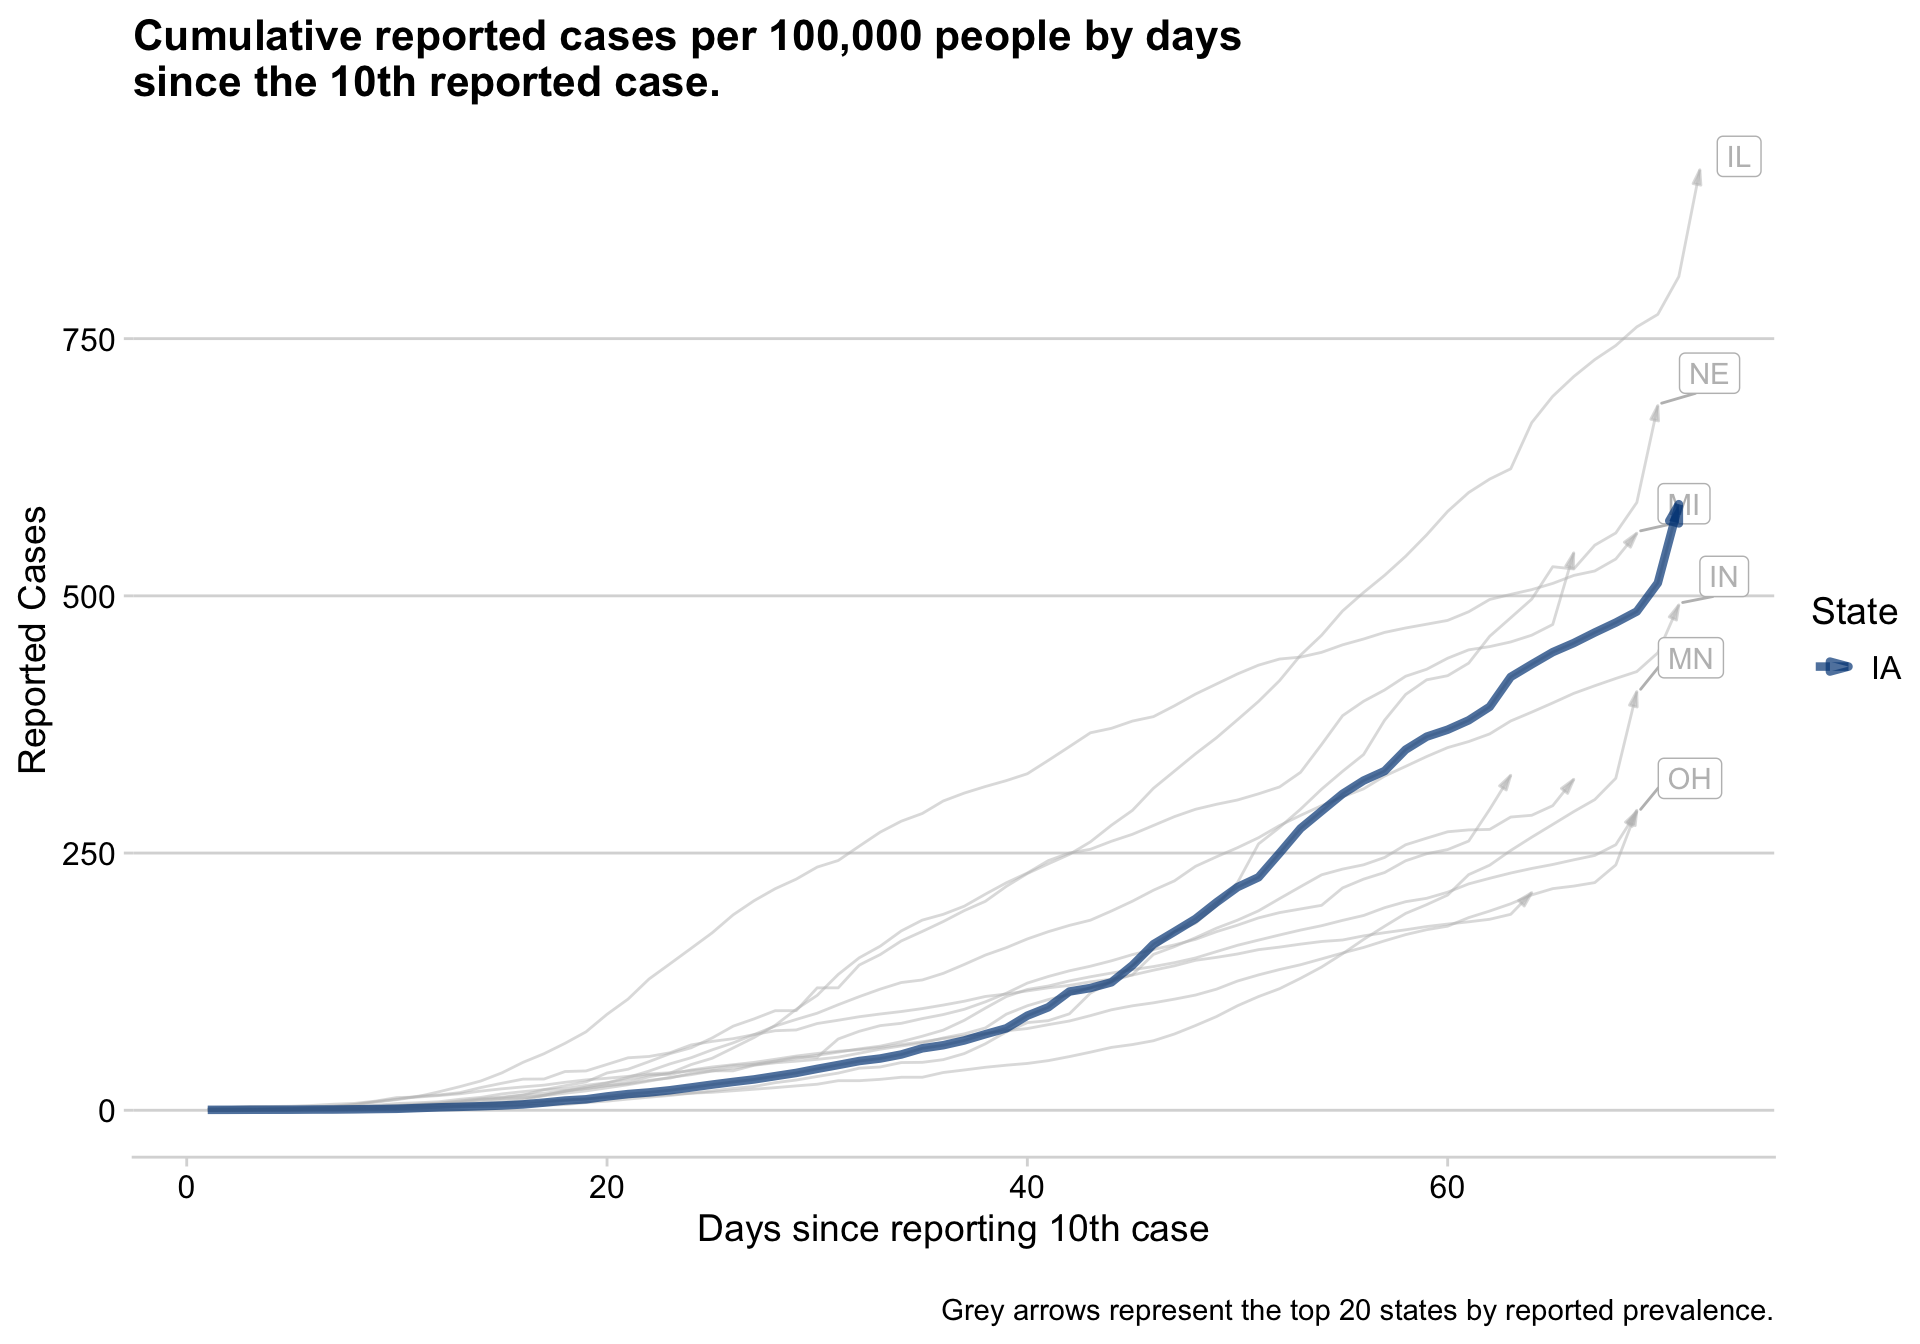 Cumulative reported cases per 100,000 people by days
since the 10th reported case.
IL
750
NE
MI
500
IN
MN
250
OH
0
0 20 40 60
Reported Cases
Days since reporting 10th case
State
IA
Grey arrows represent the top 20 states by reported prevalence.